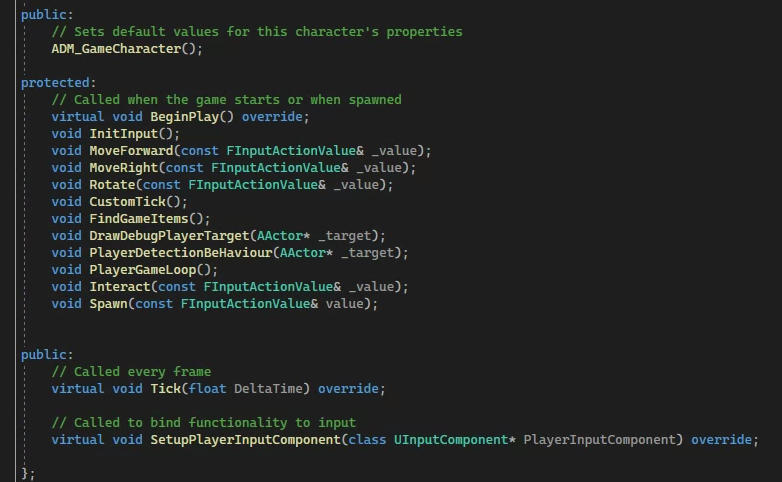 public:
// Sets default values for this character's properties
ADM_GameCharacter();
protected:
// Called when the game starts or when spawned
virtual void BeginPlay() override;
void InitInput();
void MoveForward(const FInputActionValue& _value);
void MoveRight(const FInputActionValue& _value);
void Rotate(const FInputActionValue& _value);
void CustomTick();
void FindGameItems();
void DrawDebugPlayerTarget(AActor* _target);
void PlayerDetectionBeHaviour(AActor* _target);
void PlayerGameLoop();
void Interact(const FInputActionValue& _value);
void Spawn(const FInputActionValue& value);
public:
// Called every frame
virtual void Tick(float DeltaTime) override;
// Called to bind functionality to input
virtual void SetupPlayerInputComponent(class UInputComponent* PlayerInputComponent) override;
};